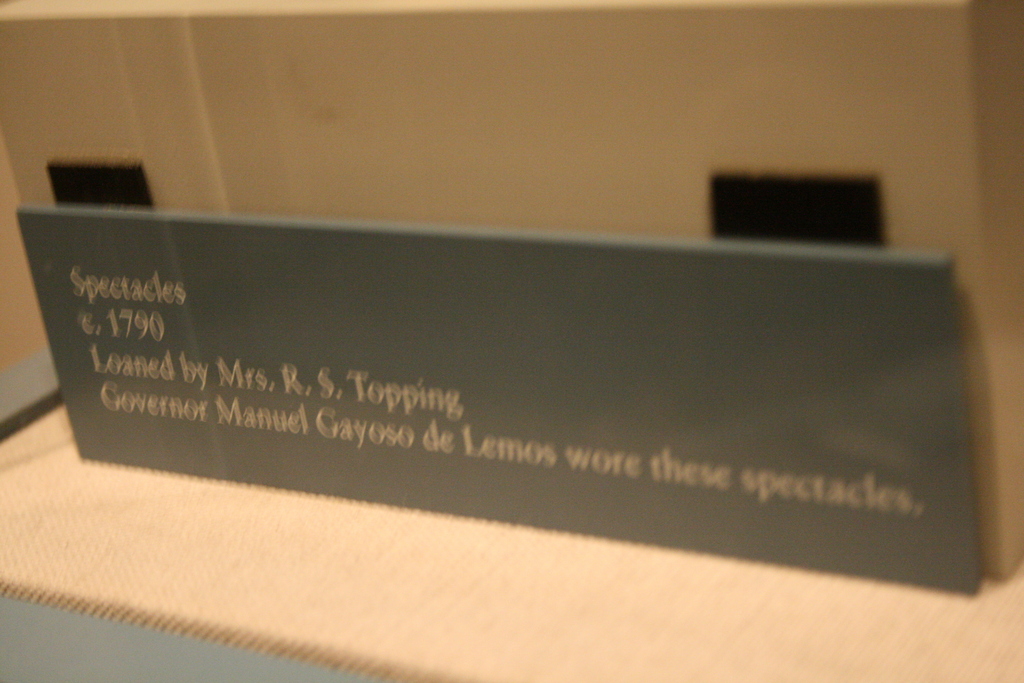 Spectacles
c. 1790
Loaned by Mrs. R. S. Topping
Governor Manuel Gayoso de Lemos wore these spectacles.